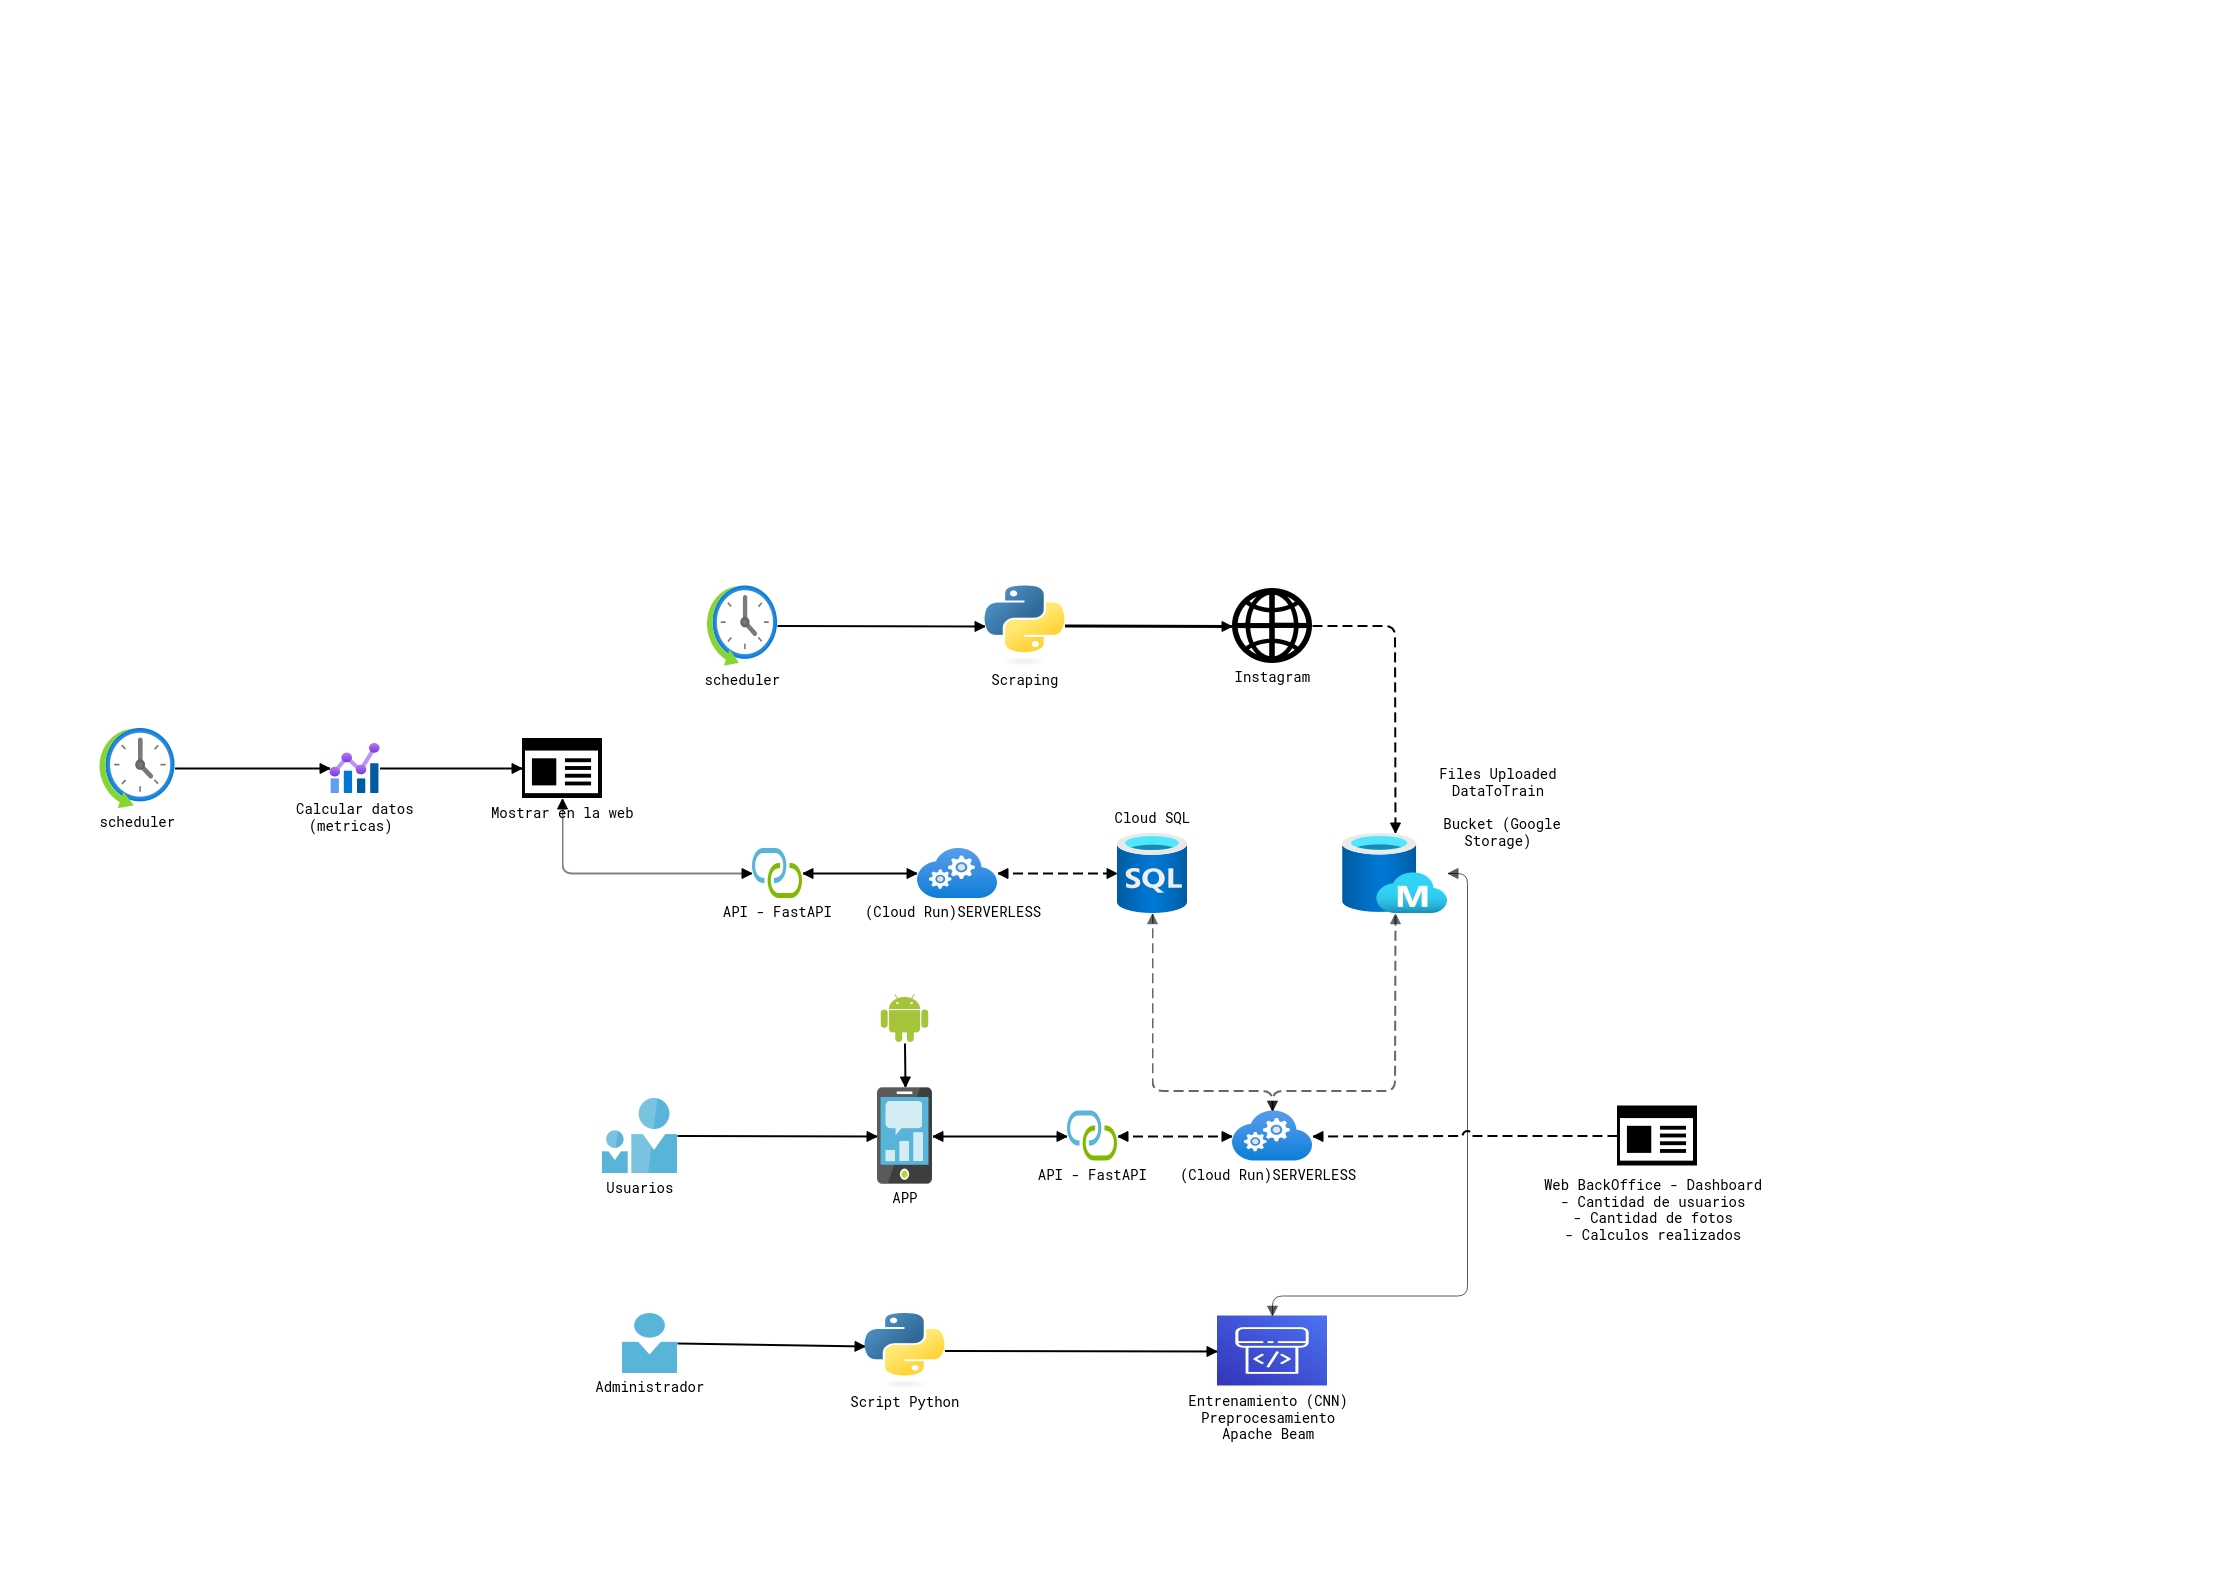 scheduler
Scraping
Instagram
scheduler
Calcular datos
(metricas)
Mostrar en la web
Files Uploaded
DataToTrain
Bucket (Google
Storage)
Cloud SQL
SQL
M
API - FastAPI
(Cloud Run)SERVERLESS
Usuarios
APP
API - FastAPI
(Cloud Run)SERVERLESS
Web BackOffice - Dashboard
- Cantidad de usuarios
- Cantidad de fotos
- Calculos realizados
Administrador
Script Python
</>
Entrenamiento (CNN)
Preprocesamiento
Apache Beam